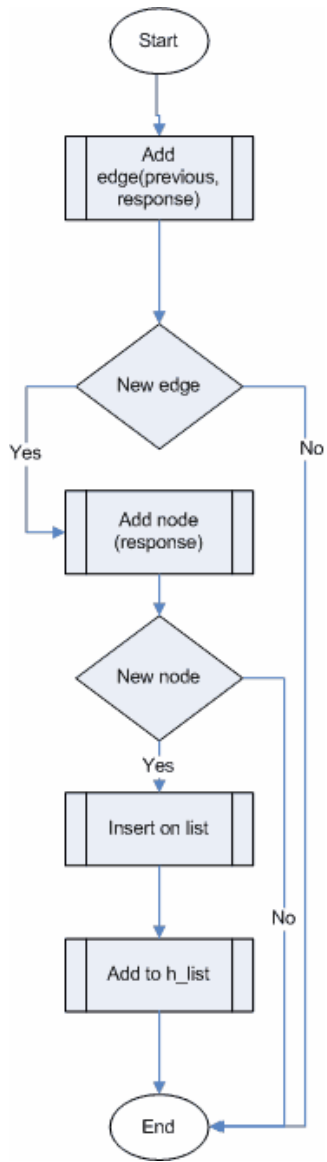 Start
Add
edge(previous,
response)
New edge
Yes
No
Add node
(response)
New node
Yes
Insert on list
No
Add to h_list
End